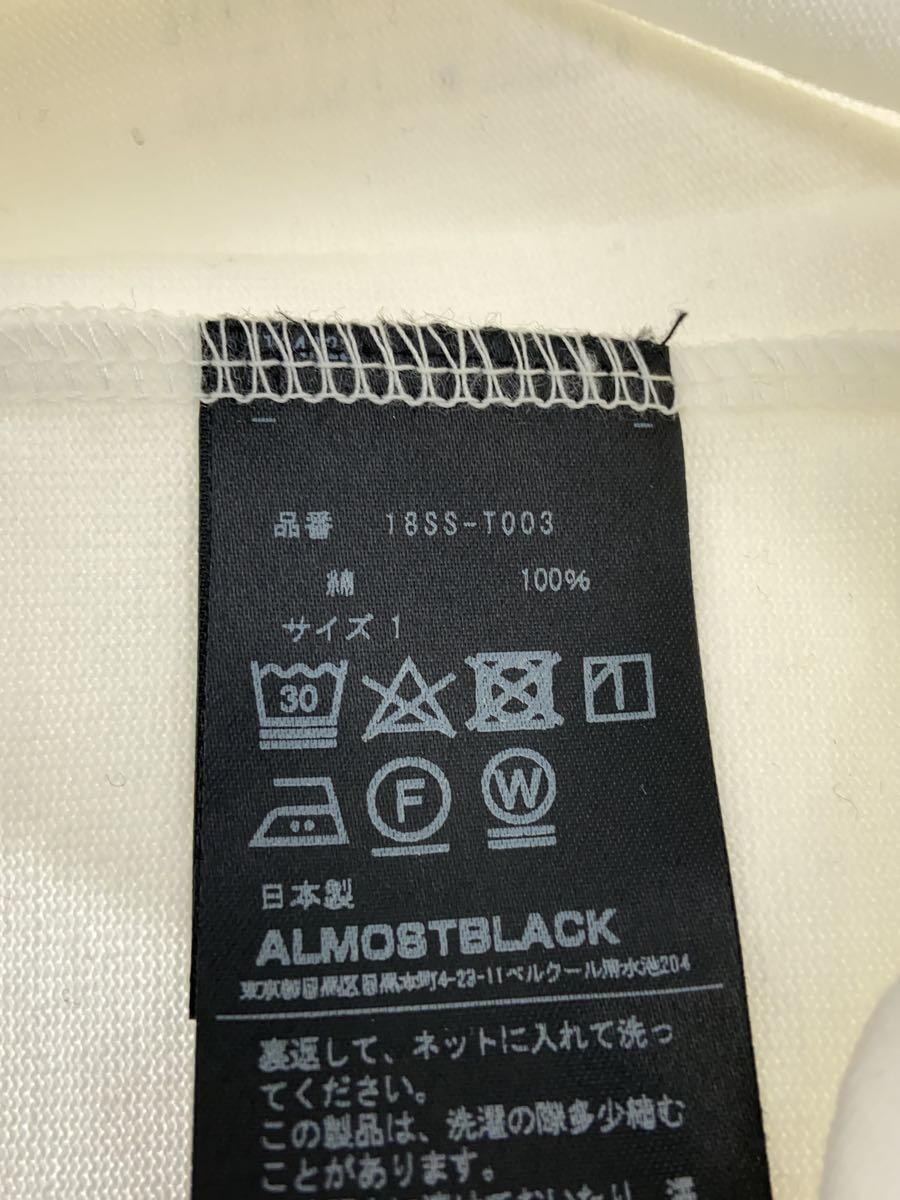 品番 18SS-T003
綿 100%
サイズ 1
30
F W
日本製
ALMOSTBLACK
東京都目黒区目黒本町4-23-11ベルクール清水池204
裏返して、ネットに入れて洗っ
てください。
この製品は、洗濯の際多少縮む
ことがあります。